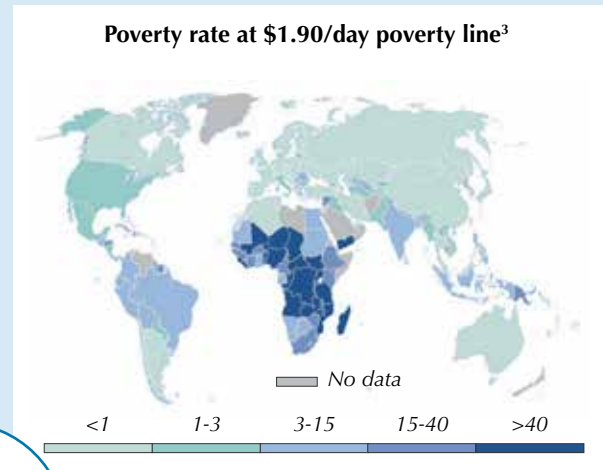 Poverty rate at $1.90/day poverty line³
No data
<1 1-3 3-15 15-40 >40